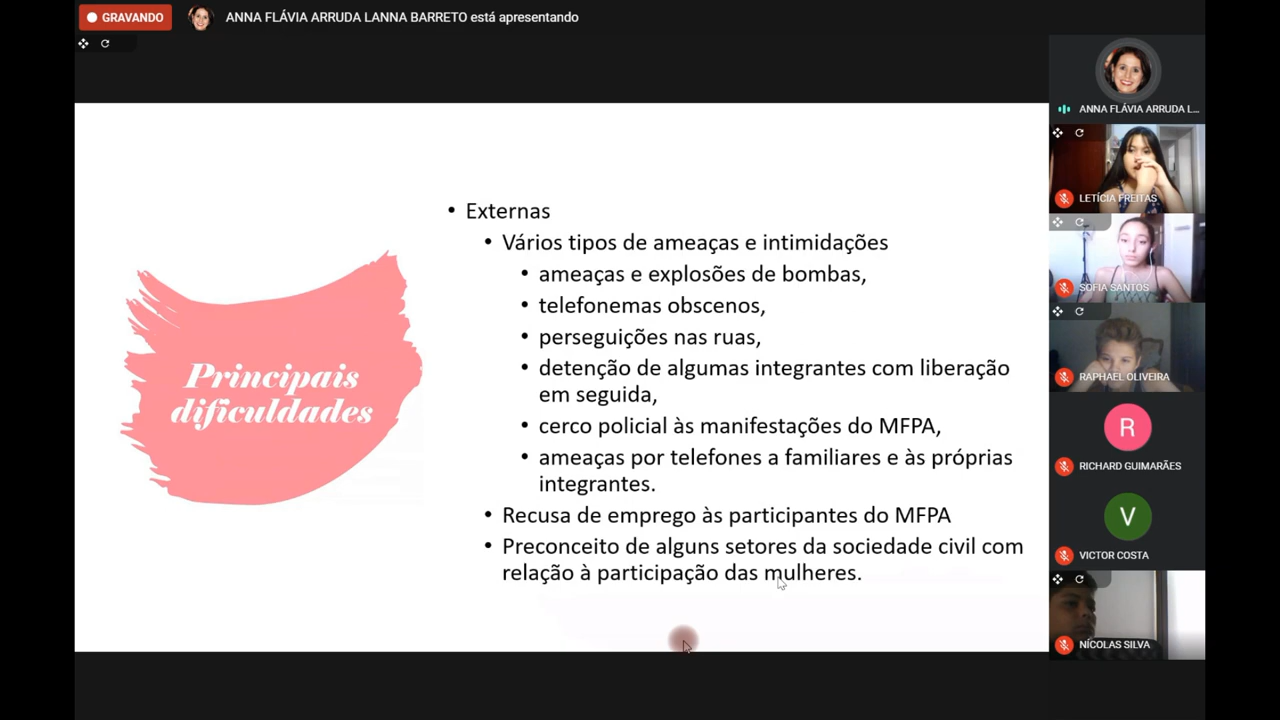 GRAVANDO
ANNA FLÁVIA ARRUDA LANNA BARRETO está apresentando
Principais
dificuldades
• Externas
• Vários tipos de ameaças e intimidações
• ameaças e explosões de bombas,
• telefonemas obscenos,
• perseguições nas ruas,
• detenção de algumas integrantes com liberação
em seguida,
• cerco policial às manifestações do MFPA,
• ameaças por telefones a familiares e às próprias
integrantes.
• Recusa de emprego às participantes do MFPA
• Preconceito de alguns setores da sociedade civil com
relação à participação das mulheres.
ANNA FLÁVIA ARRUDA L...
LETÍCIA FREITAS
SOFIA SANTOS
RAPHAEL OLIVEIRA
R
RICHARD GUIMARÃES
V
VICTOR COSTA
NÍCOLAS SILVA